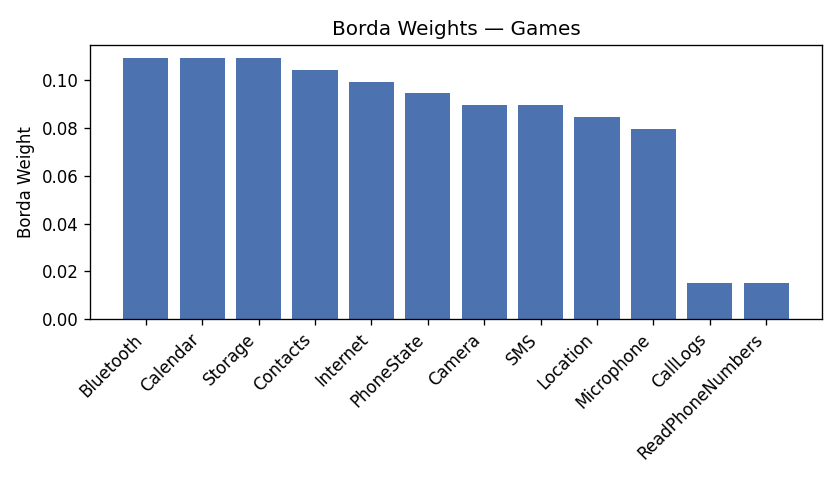 Borda Weights — Games
Borda Weight
0.10
0.08
0.06
0.04
0.02
0.00
Bluetooth
Calendar
Storage
Contacts
Internet
PhoneState
Camera
SMS
Location
Microphone
CallLogs
ReadPhoneNumbers